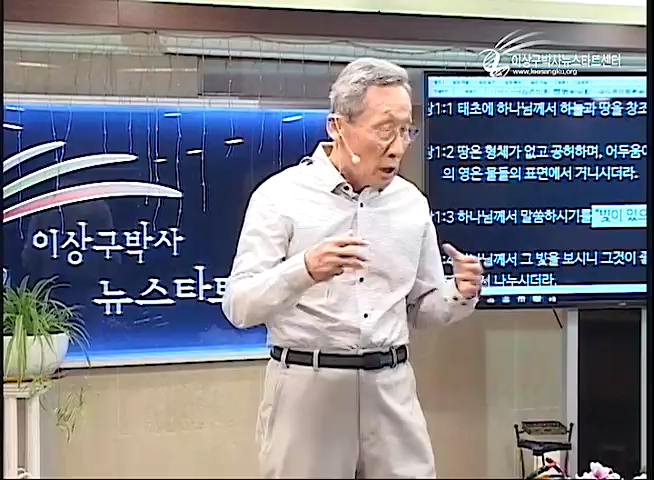 이상구박사뉴스타트센터
www.leesangku.org
이상구박사
뉴스타트
1:1 태초에 하나님께서 하늘과 땅을 창조
1:2 땅은 형체가 없고 공허하며, 어두움이
의 영은 물들의 표면에 거니시더라.
1:3 하나님께서 말씀하시기를 "빛이 있으
하나님께서 그 빛을 보시니 그것이
서 나누시더라.